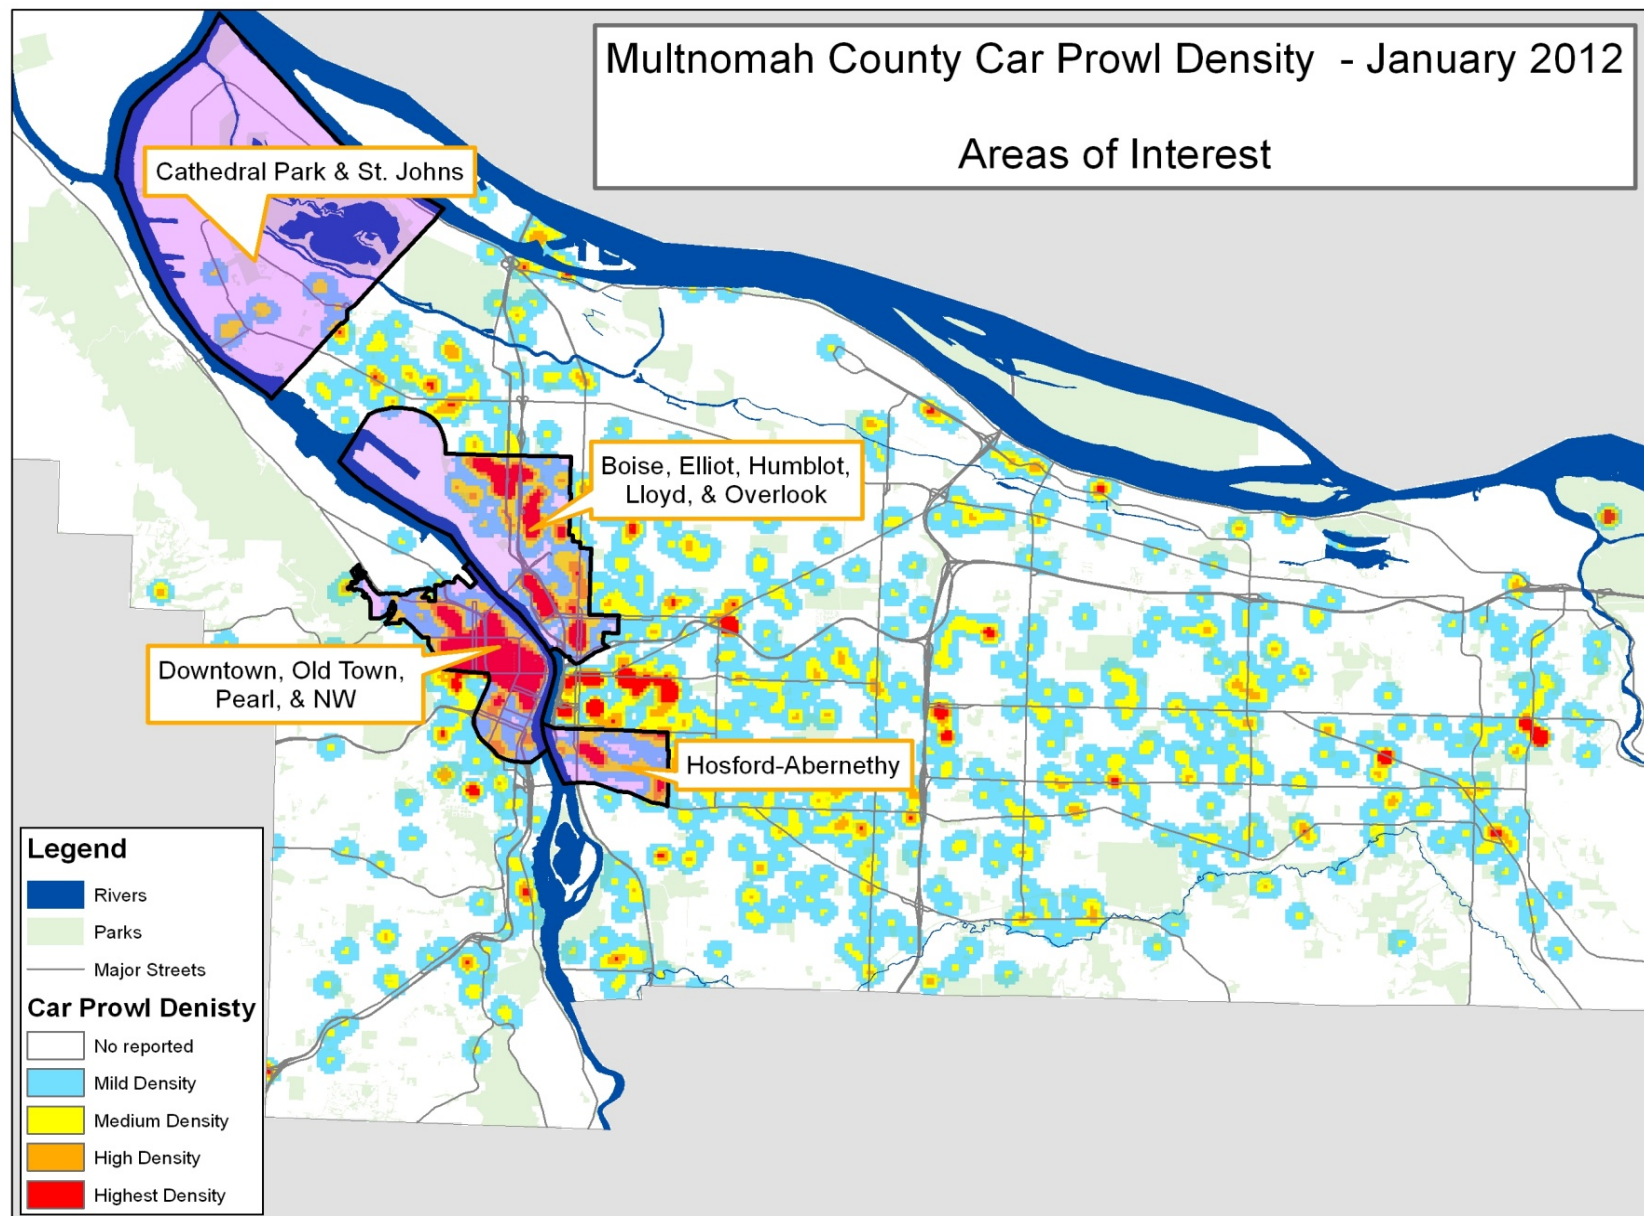 Multnomah County Car Prowl Density - January 2012
Areas of Interest
Cathedral Park & St. Johns
Boise, Elliot, Humblot,
Lloyd, & Overlook
Downtown, Old Town,
Pearl, & NW
Hosford-Abernethy
Legend
Rivers
Parks
Major Streets
Car Prowl Denisty
No reported
Mild Density
Medium Density
High Density
Highest Density